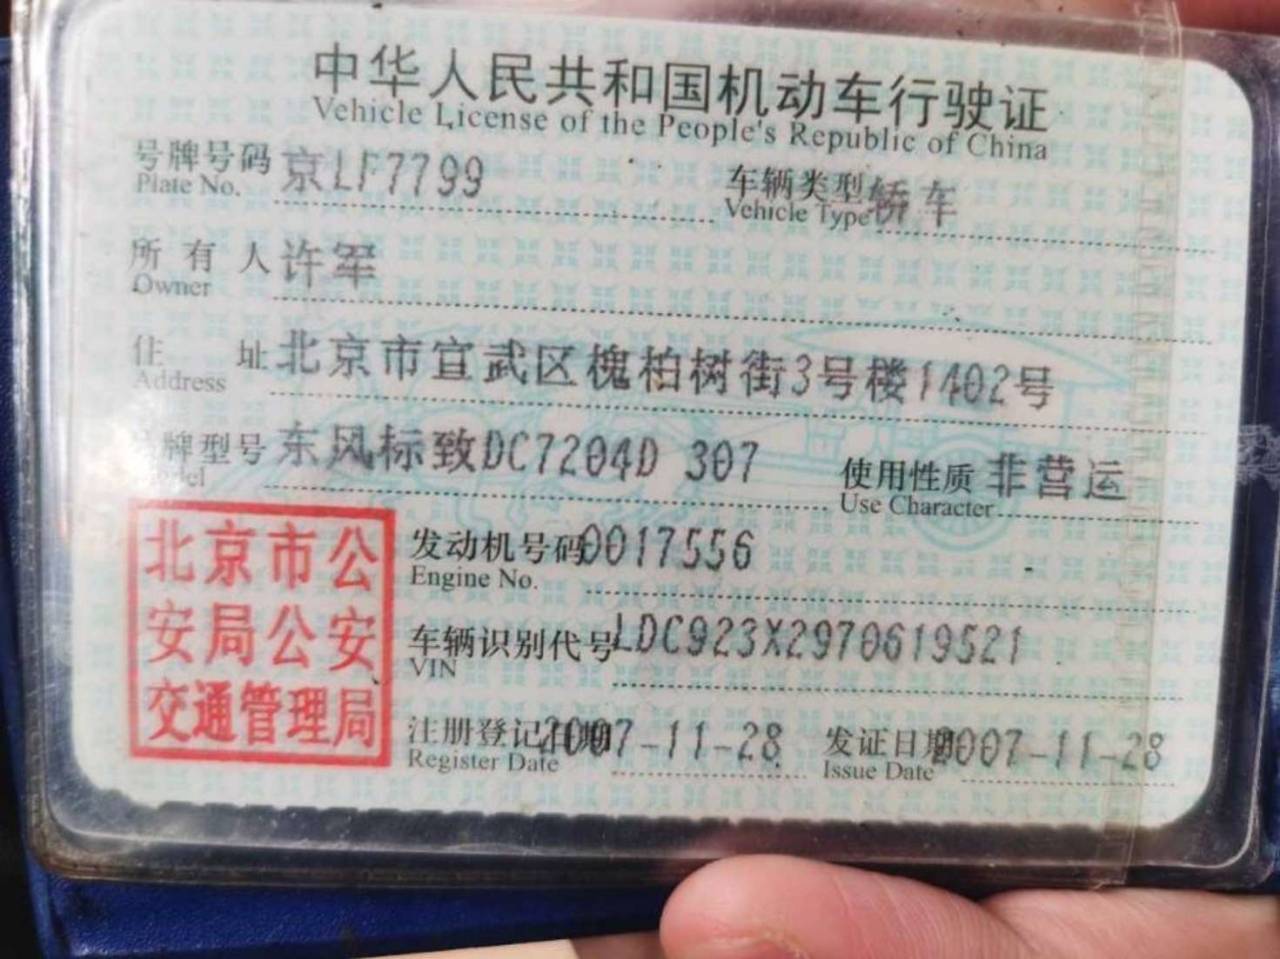 中华人民共和国机动车行驶证
Vehicle License of the People's Republic of China
号牌号码 京LF7799 车辆类型 轿车
Plate No. Vehicle Type
所有人 许军
Owner
住址 北京市宣武区槐柏树街3号楼1402号
Address
牌型号 东风标致DC7204D 307 使用性质 非营运
Use Character
发动机号码 0017556
Engine No.
车辆识别代号 LDC923X2970619521
VIN
注册登记日期 2007-11-28 发证日期 2007-11-28
Register Date Issue Date
北京市公
安局公安
交通管理局